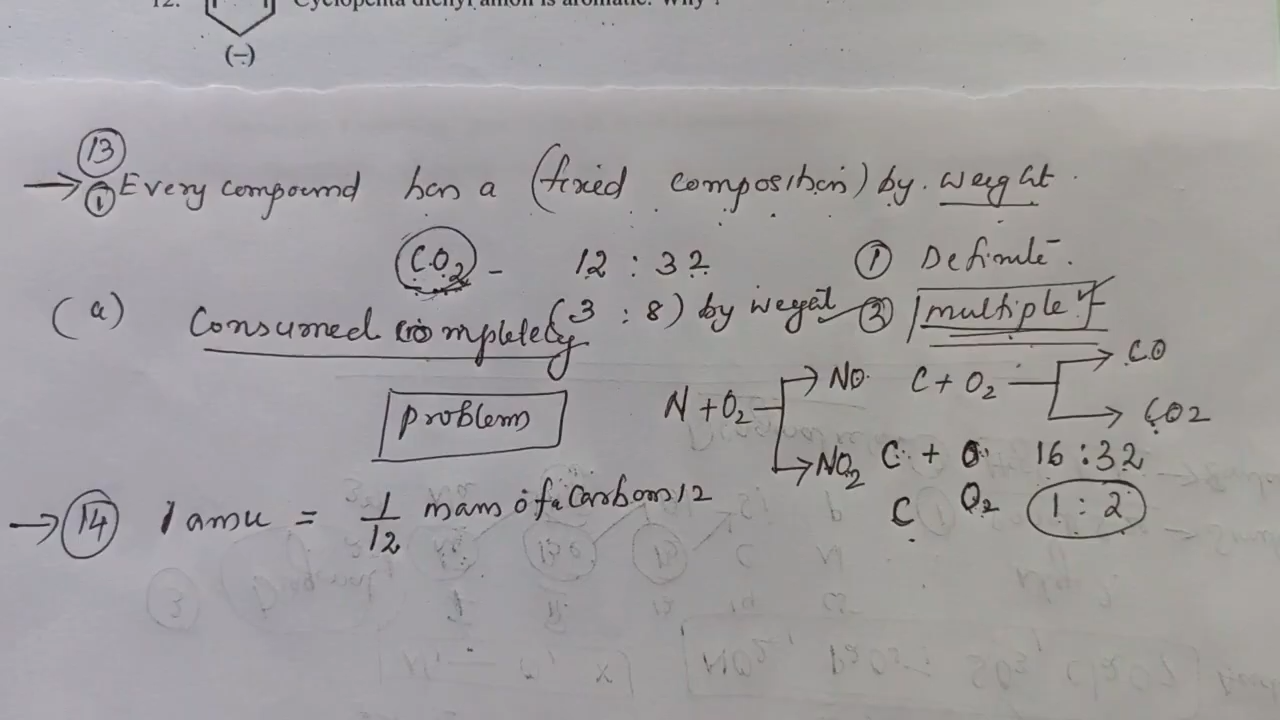 12. Cyclopenta dienyl anion is aromatic. Why?
(−)
13
→ ① Every compound has a (fixed composition) by weight.
CO2 - 12 : 32 ① Definite.
(a) Consumed completely (3 : 8) by weight ② multiple
N + O2 → NO C + O2 → CO
problem
→ NO2 → CO2
C + O 16 : 32
→ 14 1 amu = 1/12 mass of a Carbon 12
C O2 1 : 2